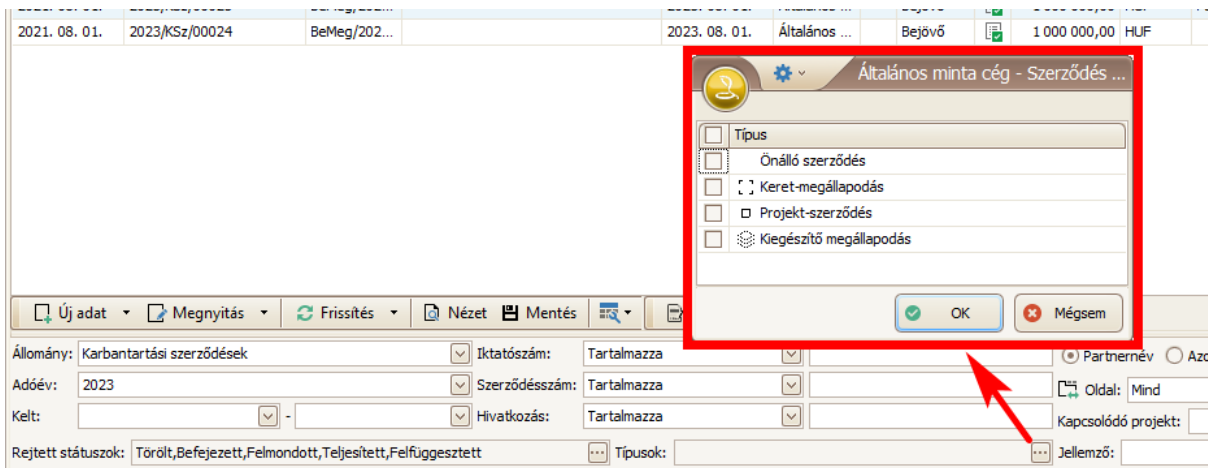 2021. 08. 01. 2023/KSz/00024 BeMeg/202... 2023. 08. 01. Általános ... Bejövő 1 000 000,00 HUF
Általános minta cég - Szerződés ...
Típus
Önálló szerződés
Keret-megállapodás
Projekt-szerződés
Kiegészítő megállapodás
OK Mégsem
Új adat Megnyitás Frissítés Nézet Mentés
Állomány: Karbantartási szerződések Iktatószám: Tartalmazza Partnernév
Adóév: 2023 Szerződésszám: Tartalmazza Oldal: Mind
Kelt: - Hivatkozás: Tartalmazza Kapcsolódó projekt:
Rejtett státuszok: Törölt,Befejezett,Felmondott,Teljesített,Felfüggesztett ... Típusok: ... Jellemző: